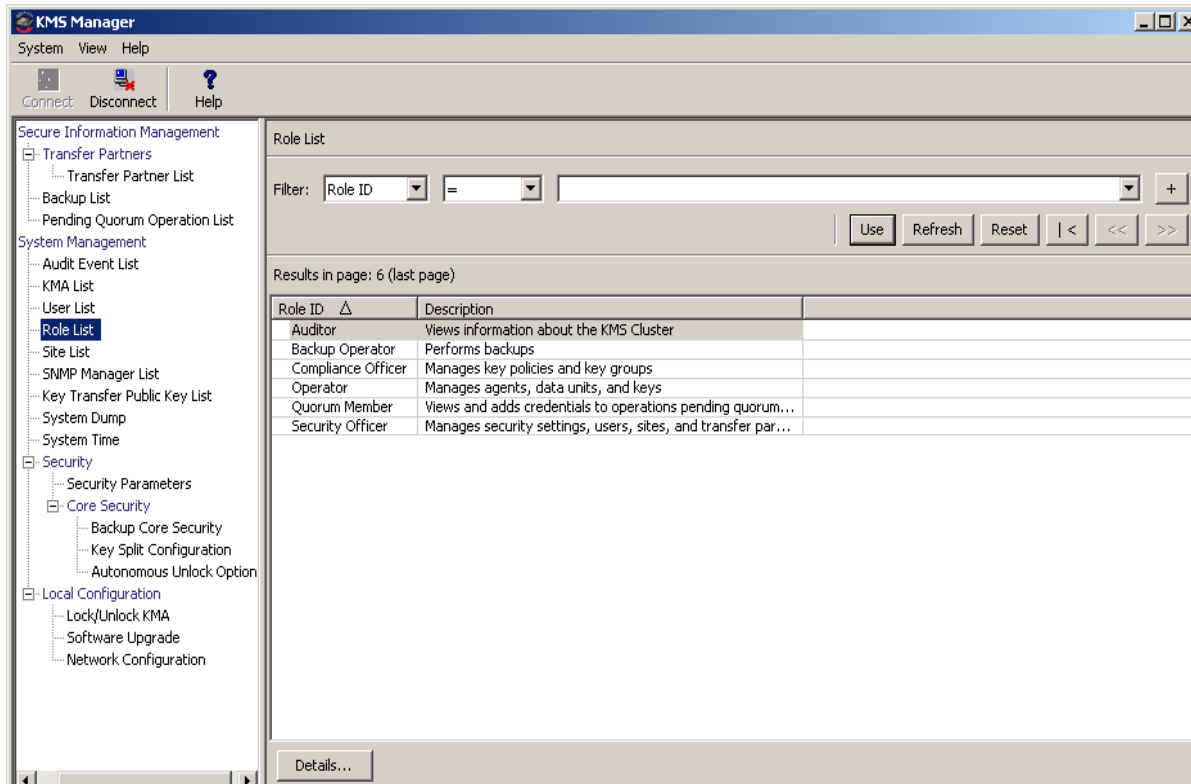 KMS Manager
System View Help
Connect Disconnect Help
Secure Information Management
Transfer Partners
Transfer Partner List
Backup List
Pending Quorum Operation List
System Management
Audit Event List
KMA List
User List
Role List
Site List
SNMP Manager List
Key Transfer Public Key List
System Dump
System Time
Security
Security Parameters
Core Security
Backup Core Security
Key Split Configuration
Autonomous Unlock Option
Local Configuration
Lock/Unlock KMA
Software Upgrade
Network Configuration
Role List
Filter: Role ID = +
Use Refresh Reset |< << >>
Results in page: 6 (last page)
Role ID Description
Auditor Views information about the KMS Cluster
Backup Operator Performs backups
Compliance Officer Manages key policies and key groups
Operator Manages agents, data units, and keys
Quorum Member Views and adds credentials to operations pending quorum...
Security Officer Manages security settings, users, sites, and transfer par...
Details...